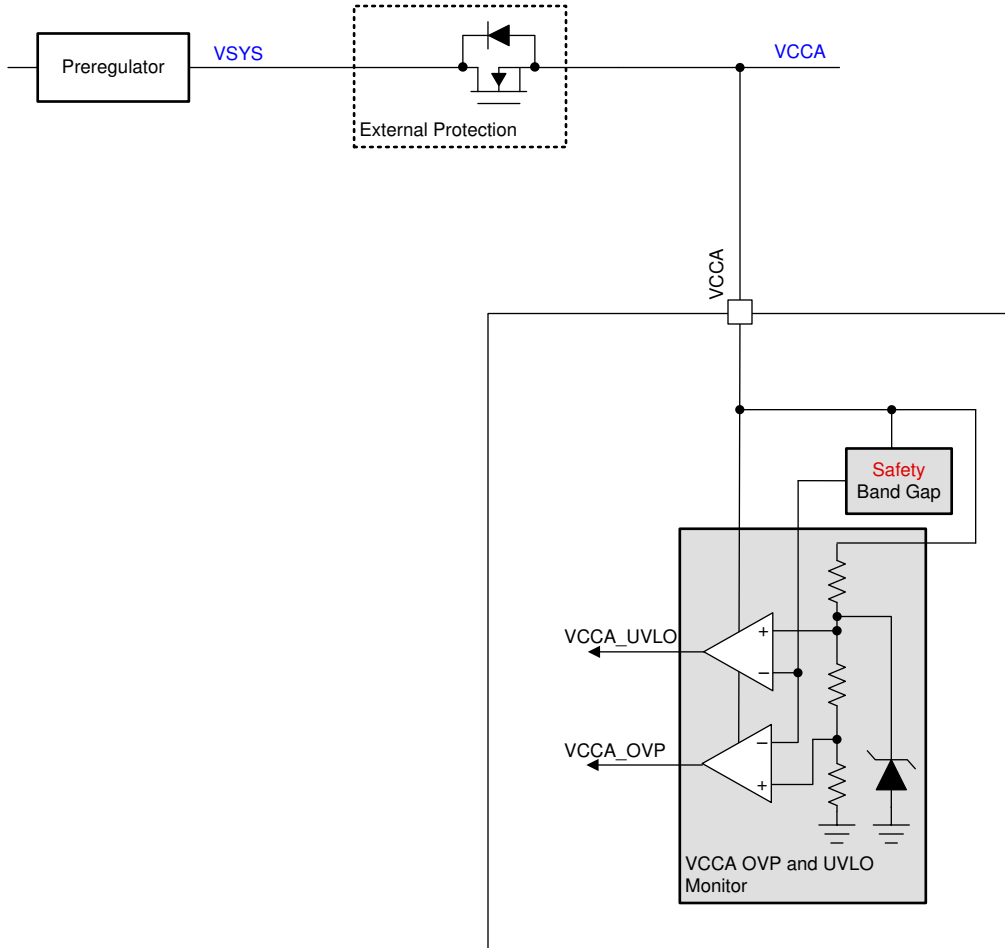 Preregulator
VSYS
VCCA
External Protection
VCCA
Safety
Band Gap
+
VCCA_UVLO
−
VCCA_OVP
−
+
VCCA OVP and UVLO
Monitor